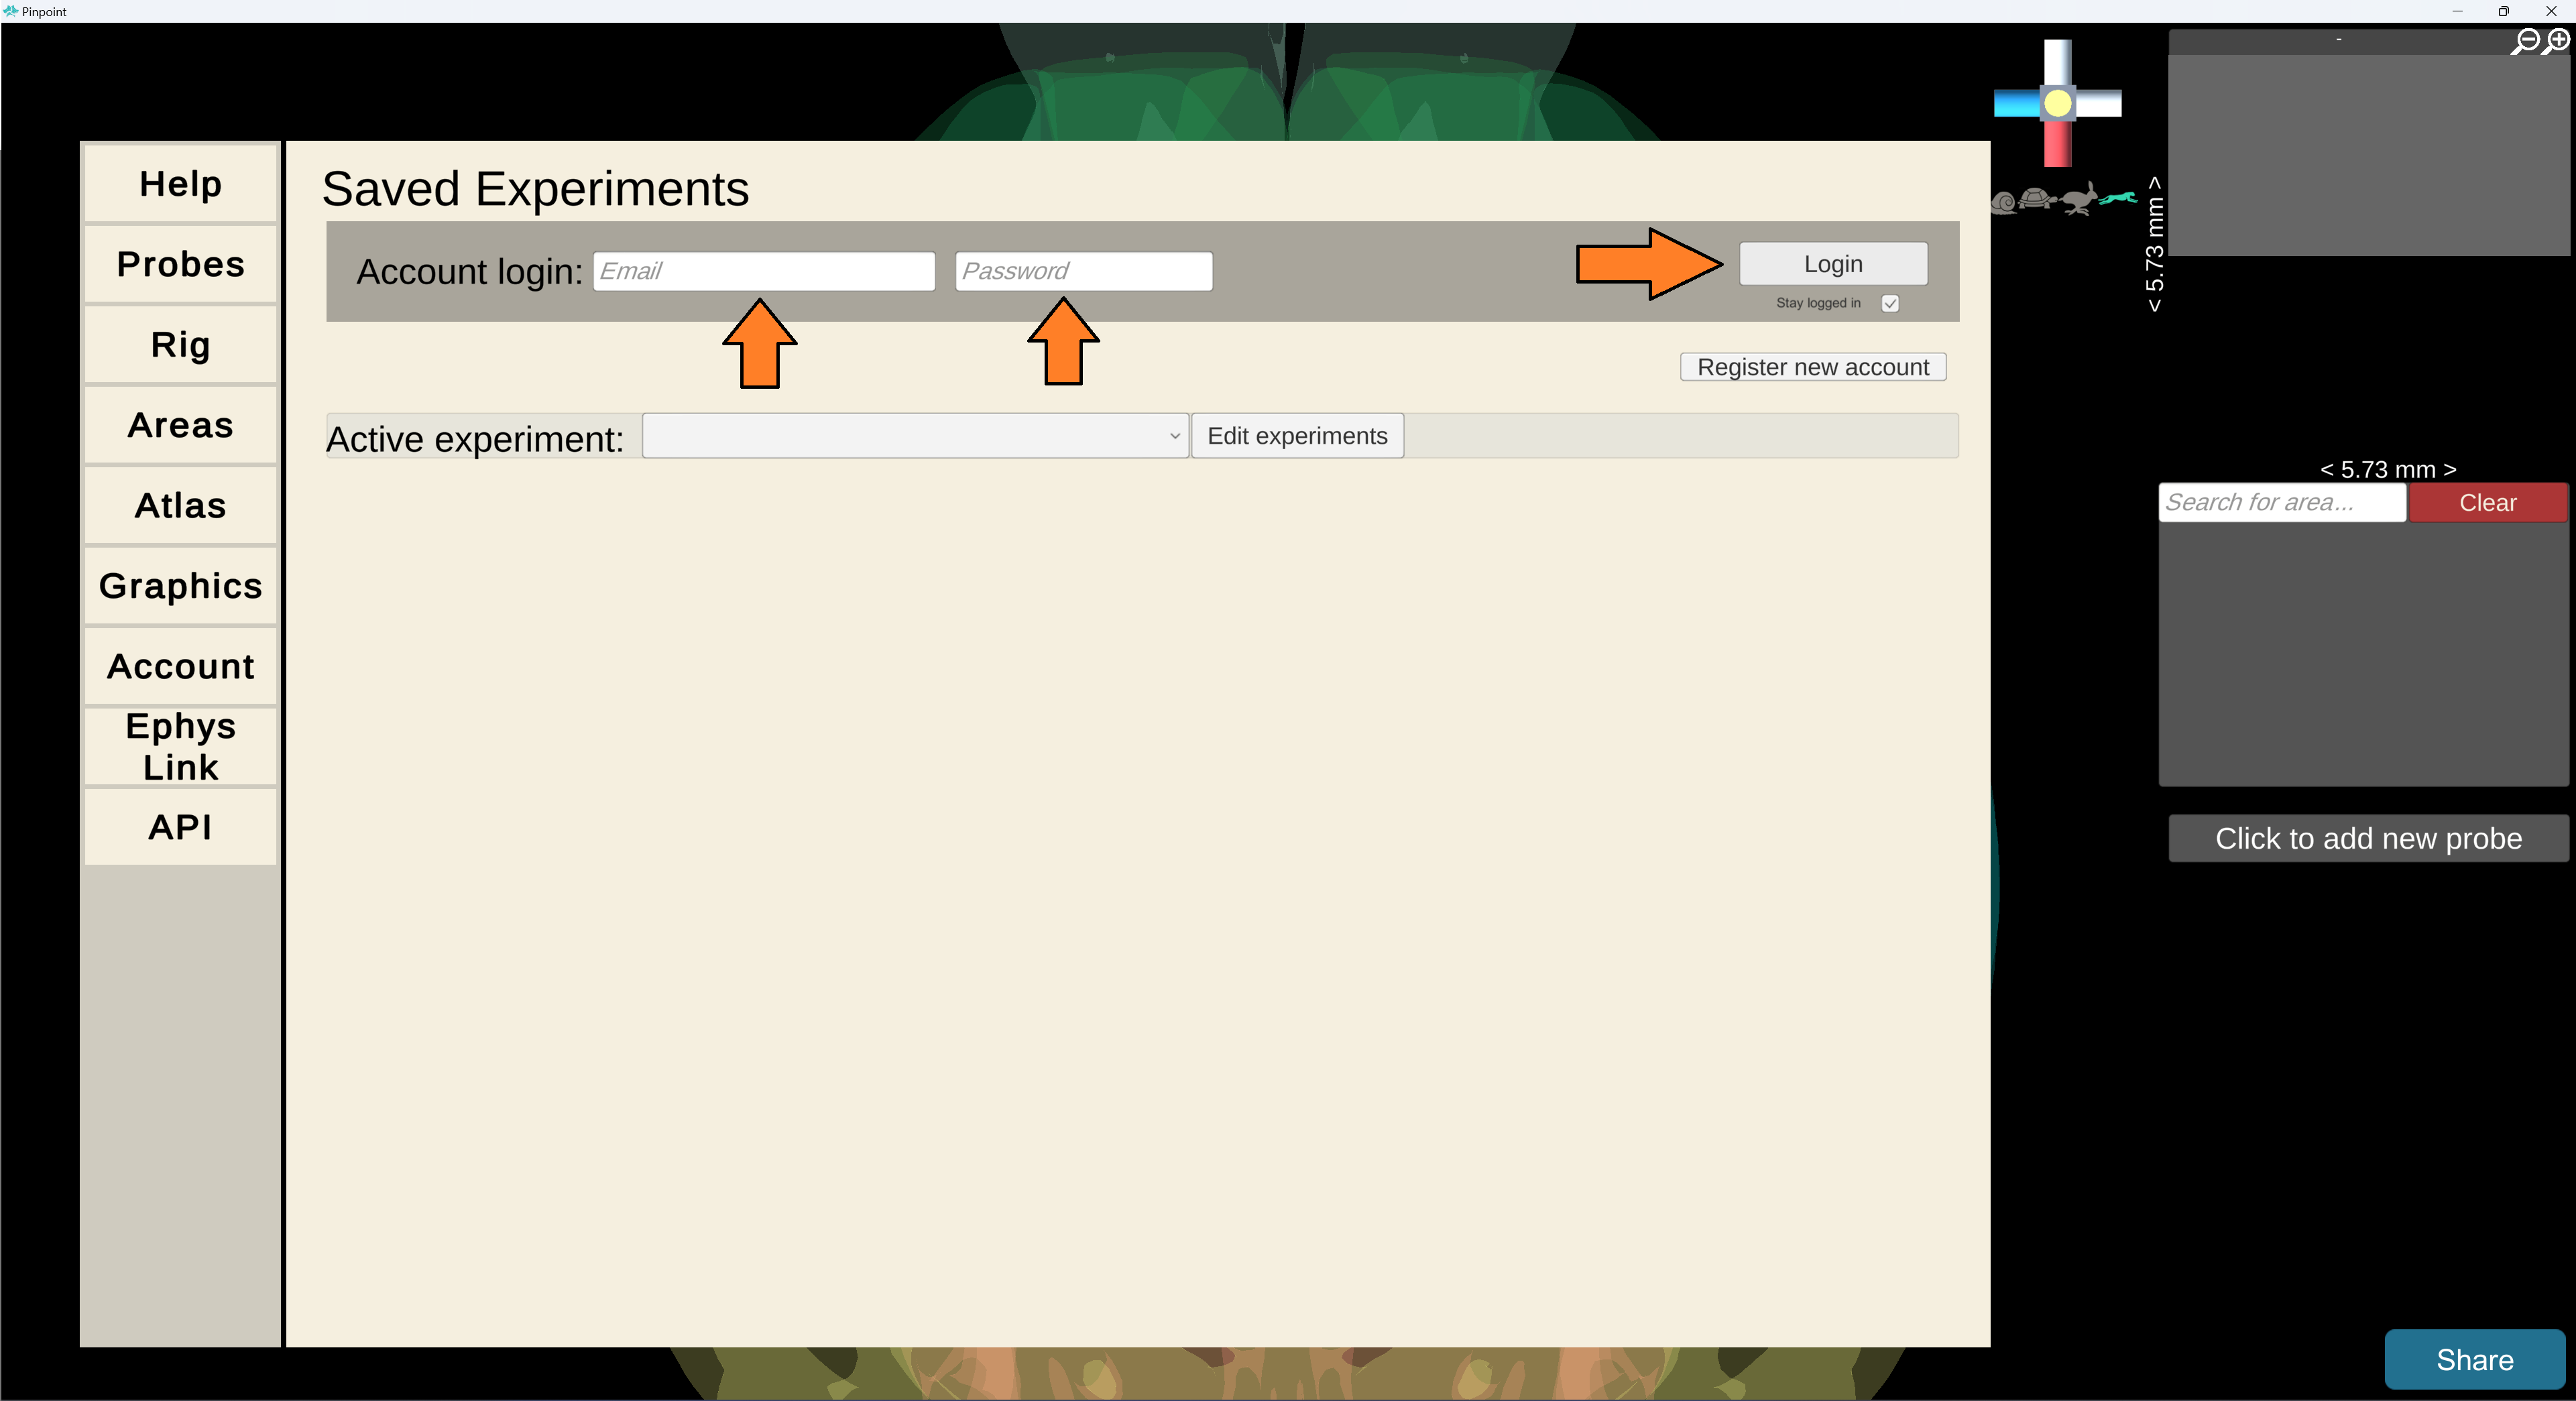 Pinpoint
-
Help
Probes
Rig
Areas
Atlas
Graphics
Account
Ephys
Link
API
Saved Experiments
Account login: Email Password Login
Stay logged in
Register new account
Active experiment: Edit experiments
< 5.73 mm >
< 5.73 mm >
Search for area... Clear
Click to add new probe
Share